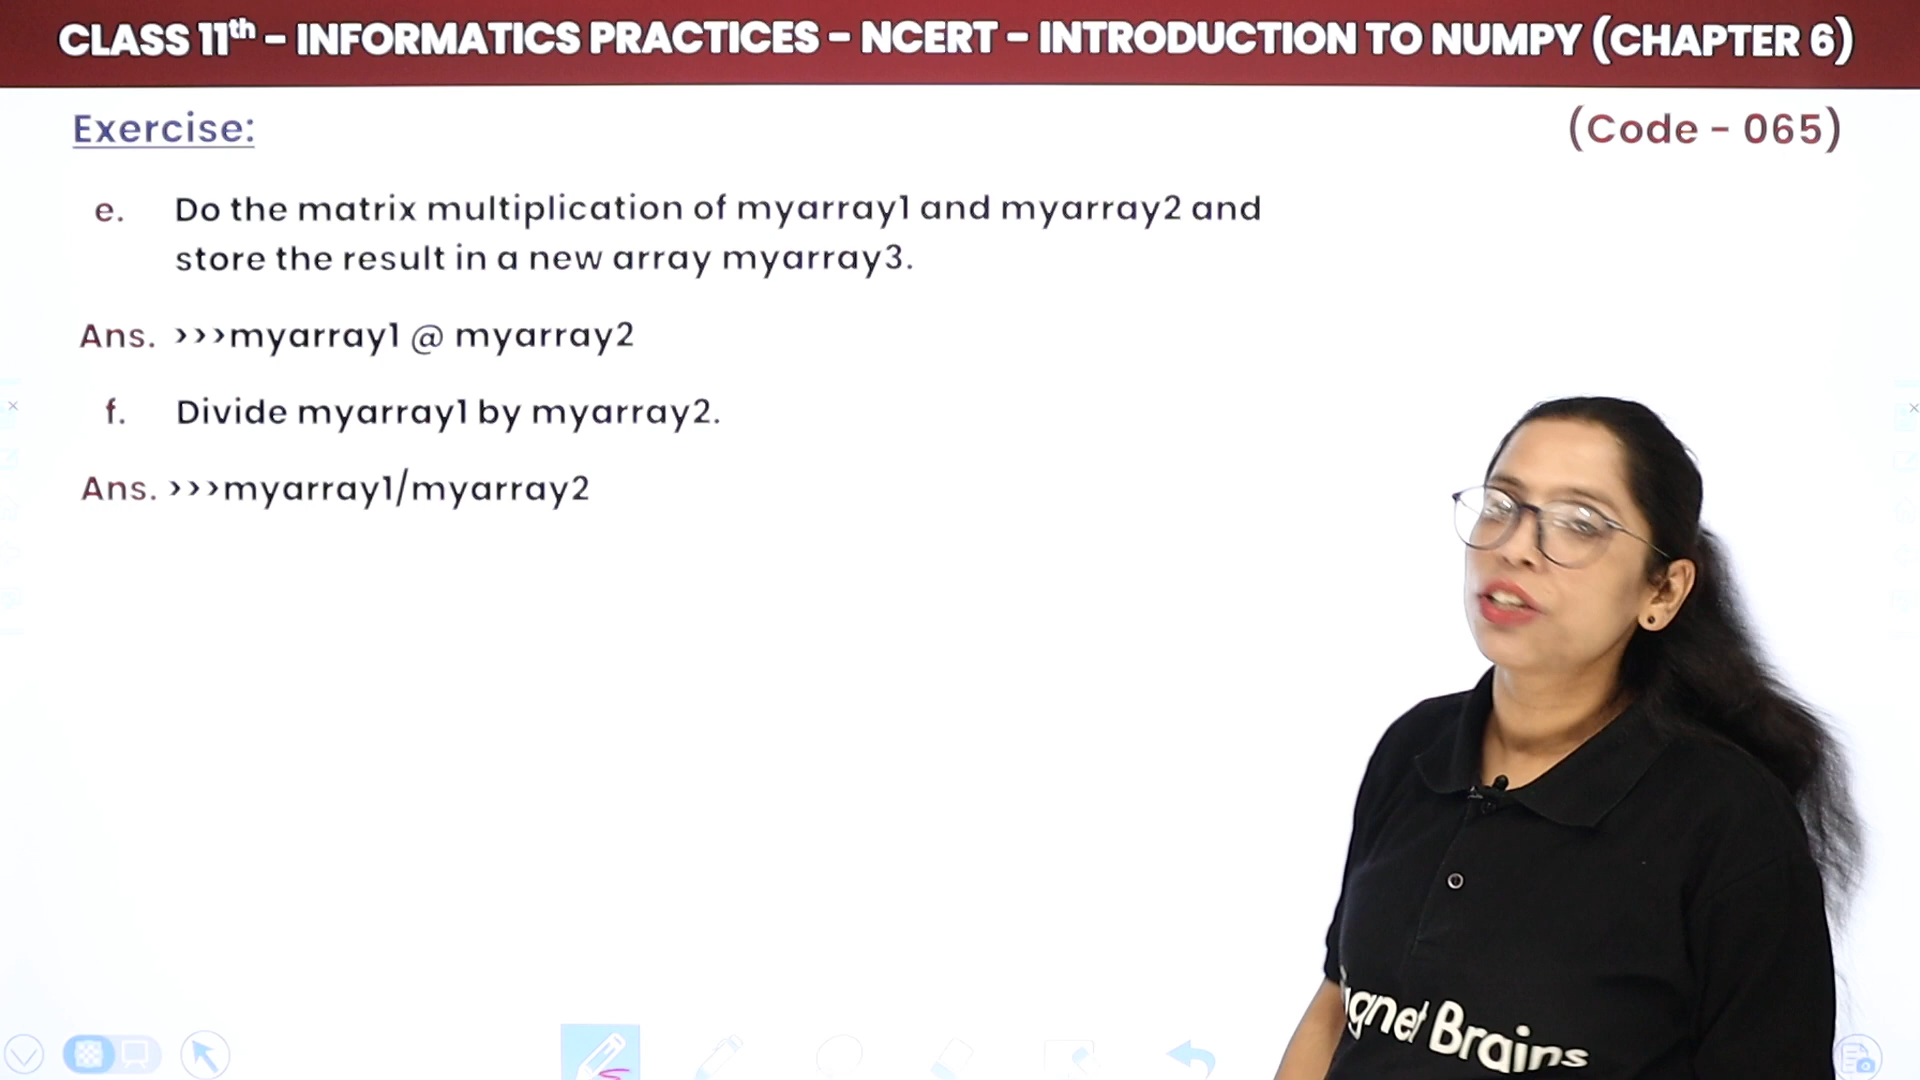 CLASS 11th - INFORMATICS PRACTICES - NCERT - INTRODUCTION TO NUMPY (CHAPTER 6)
Exercise:
(Code - 065)
e. Do the matrix multiplication of myarray1 and myarray2 and
store the result in a new array myarray3.
Ans. >>>myarray1 @ myarray2
f. Divide myarray1 by myarray2.
Ans. >>>myarray1/myarray2
gnet Brains